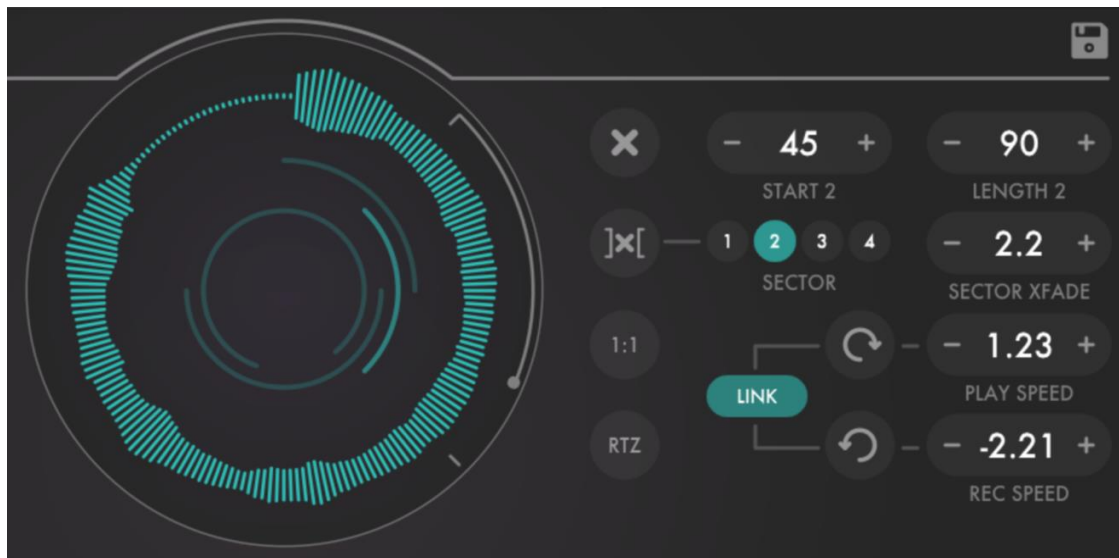 − 45 +
− 90 +
START 2
LENGTH 2
]×[
1 2 3 4
− 2.2 +
SECTOR
SECTOR XFADE
1:1
− 1.23 +
PLAY SPEED
LINK
RTZ
− -2.21 +
REC SPEED